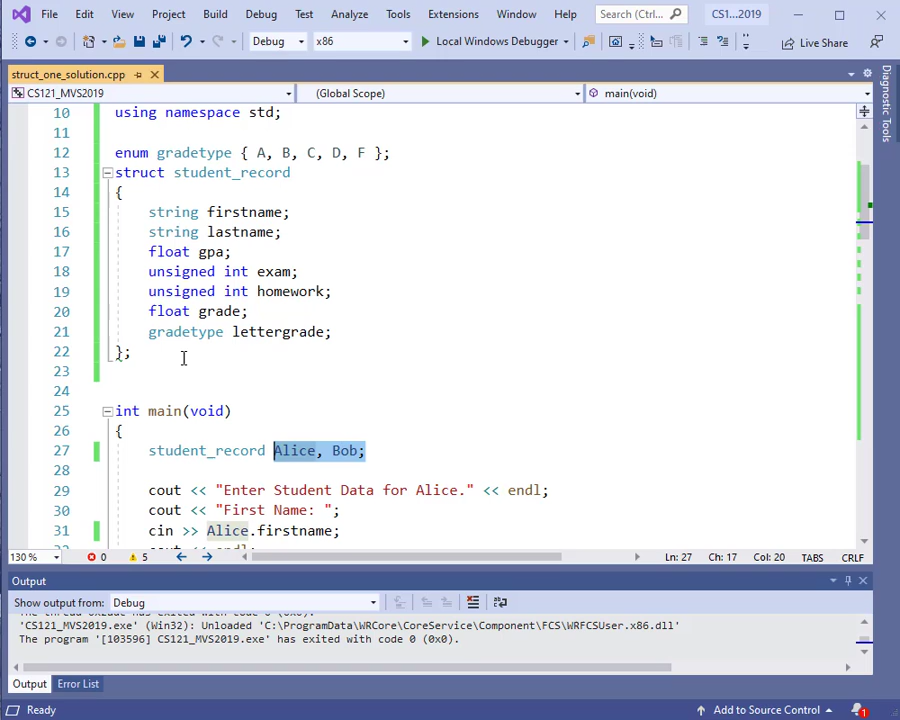 File Edit View Project Build Debug Test Analyze Tools Extensions Window Help Search (Ctrl... CS1...2019
Debug x86 Local Windows Debugger Live Share
struct_one_solution.cpp
CS121_MVS2019 (Global Scope) main(void)
Diagnostic Tools
10 using namespace std;
11
12 enum gradetype { A, B, C, D, F };
13 struct student_record
14 {
15 string firstname;
16 string lastname;
17 float gpa;
18 unsigned int exam;
19 unsigned int homework;
20 float grade;
21 gradetype lettergrade;
22 };
23
24
25 int main(void)
26 {
27 student_record Alice, Bob;
28
29 cout << "Enter Student Data for Alice." << endl;
30 cout << "First Name: ";
31 cin >> Alice.firstname;
32 cout << endl;
130 % 0 5 Ln: 27 Ch: 17 Col: 20 TABS CRLF
Output
Show output from: Debug
'CS121_MVS2019.exe' (Win32): Unloaded 'C:\ProgramData\WRCore\CoreService\Component\FCS\WRFCSUser.x86.dll'
The program '[103596] CS121_MVS2019.exe' has exited with code 0 (0x0).
Output Error List
Ready Add to Source Control 1